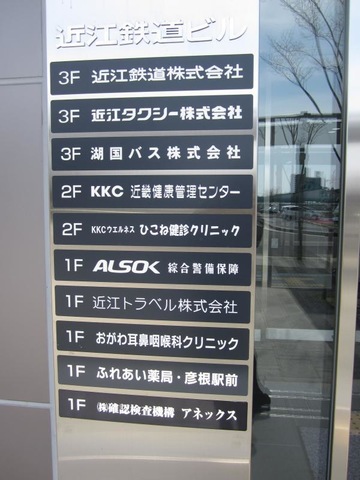 近江鉄道ビル
3F 近江鉄道株式会社
3F 近江タクシー株式会社
3F 湖国バス株式会社
2F KKC 近畿健康管理センター
2F KKCウエルネス ひこね健診クリニック
1F ALSOK 綜合警備保障
1F 近江トラベル株式会社
1F おがわ耳鼻咽喉科クリニック
1F ふれあい薬局・彦根駅前
1F ㈱確認検査機構 アネックス